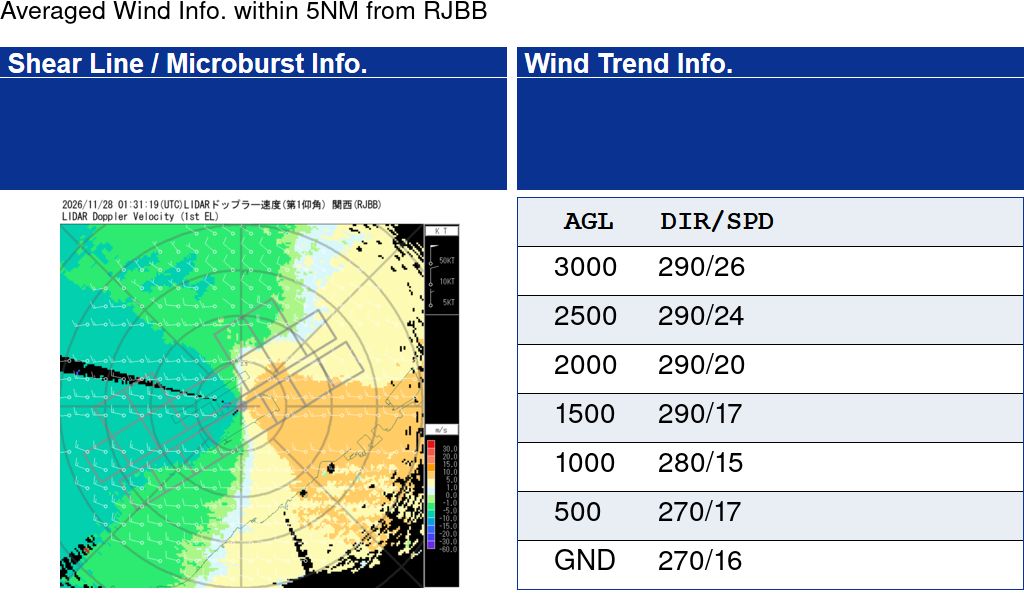 Averaged Wind Info. within 5NM from RJBB
Shear Line / Microburst Info.
Wind Trend Info.
2026/11/28 01:31:19(UTC)LIDARドップラー速度(第1仰角) 関西(RJBB)
LIDAR Doppler Velocity (1st EL)
KT
50KT
10KT
5KT
m/s
30.0
20.0
15.0
10.0
5.0
1.0
0.0
-1.0
-5.0
-10.0
-15.0
-20.0
-30.0
-60.0
AGL DIR/SPD
3000 290/26
2500 290/24
2000 290/20
1500 290/17
1000 280/15
500 270/17
GND 270/16